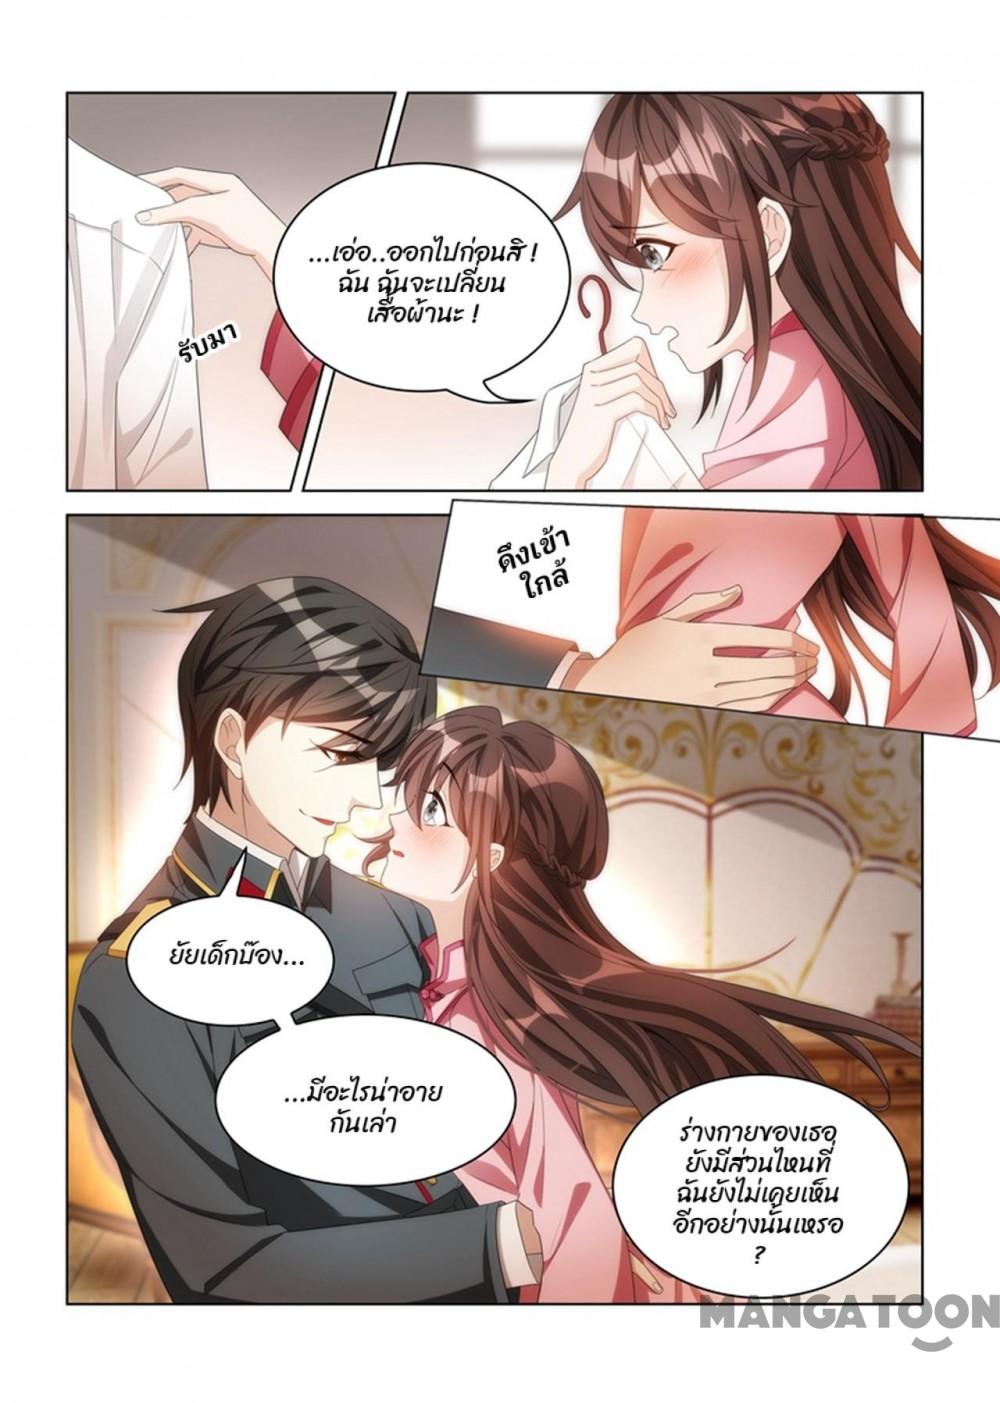 รับมา
...เอ่อ..ออกไปก่อนสิ !
ฉัน ฉันจะเปลี่ยน
เสื้อผ้านะ !
ดึงเข้า
ใกล้
ยัยเด็กบ๊อง...
...มีอะไรน่าอาย
กันเล่า
ร่างกายของเธอ
ยังมีส่วนไหนที่
ฉันยังไม่เคยเห็น
อีกอย่างนั้นเหรอ
?
MANGATOON